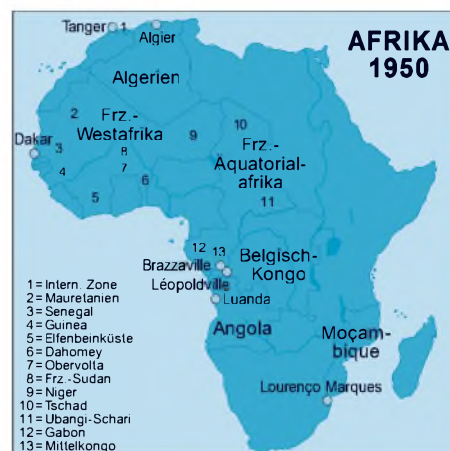 AFRIKA
1950
Tanger
1
Algier
Algerien
2
Frz.-
Westafrika
9
10
Dakar
3
8
4
7
6
5
Frz.-
Äquatorial-
afrika
11
12
13
Brazzaville
Belgisch-
Kongo
Léopoldville
Luanda
Angola
Moçam-
bique
Lourenço Marques
1=Intern. Zone
2=Mauretanien
3=Senegal
4=Guinea
5=Elfenbeinküste
6=Dahomey
7=Obervolta
8=Frz.-Sudan
9=Niger
10=Tschad
11=Ubangi-Schari
12=Gabon
13=Mittelkongo